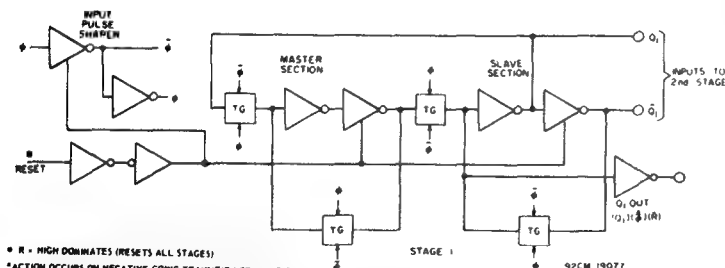 INPUT
PULSE
SHAPER
ϕ
ϕ̄
ϕ
MASTER
SECTION
SLAVE
SECTION
Q₁
INPUTS TO
2nd STAGE
Q̄₁
ϕ̄
TG
ϕ
ϕ
TG
ϕ̄
*
RESET
Q₁ OUT
ϕ
TG
ϕ̄
TG
ϕ
STAGE 1
* R = HIGH DOMINATES (RESETS ALL STAGES)
92CM-19077